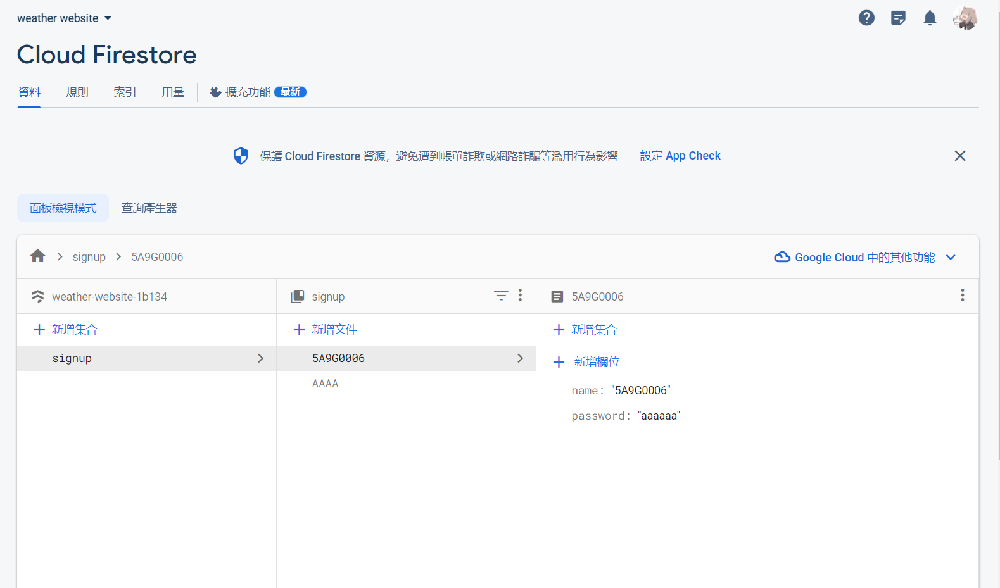 weather website
Cloud Firestore
資料 規則 索引 用量 擴充功能 最新
保護 Cloud Firestore 資源，避免遭到帳單詐欺或網路詐騙等濫用行為影響 設定 App Check
面板檢視模式 查詢產生器
signup 5A9G0006 Google Cloud 中的其他功能
weather-website-1b134 signup 5A9G0006
新增集合 新增文件 新增集合
signup 5A9G0006 新增欄位
AAAA name: "5A9G0006"
password: "aaaaaa"